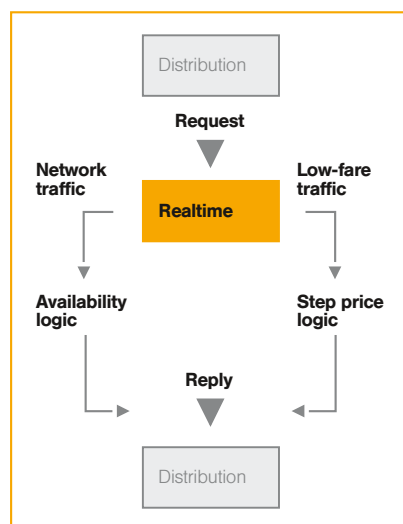 Distribution
Request
Network
traffic
Low-fare
traffic
Realtime
Availability
logic
Step price
logic
Reply
Distribution